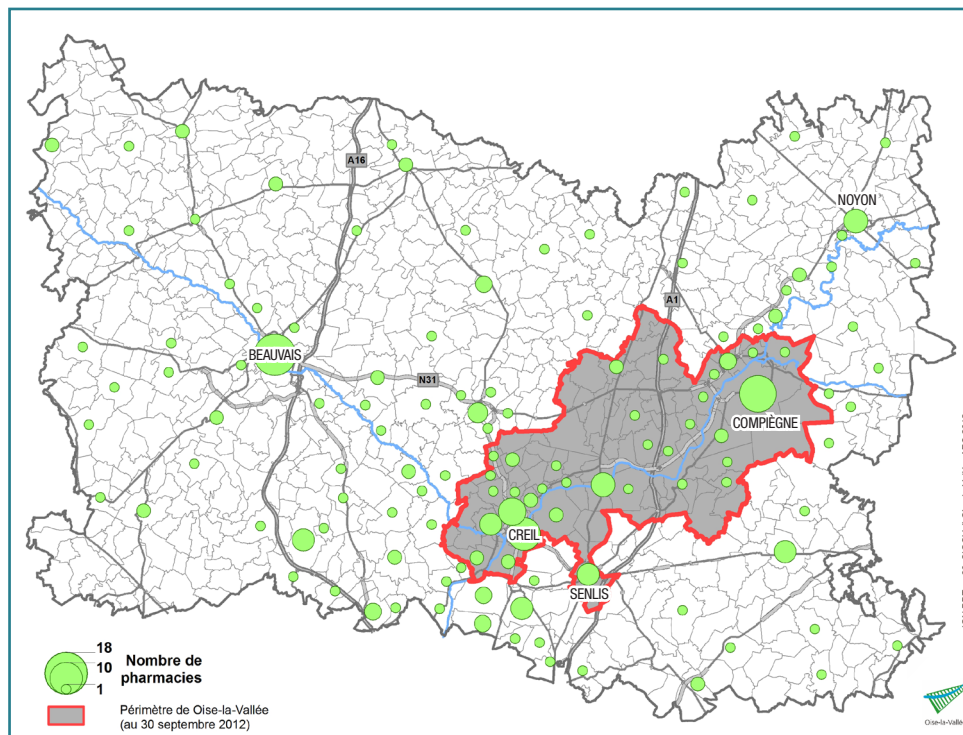 A16
NOYON
A1
BEAUVAIS
N31
COMPIÈGNE
CREIL
SENLIS
18
10
1
Nombre de
pharmacies
Périmètre de Oise-la-Vallée
(au 30 septembre 2012)